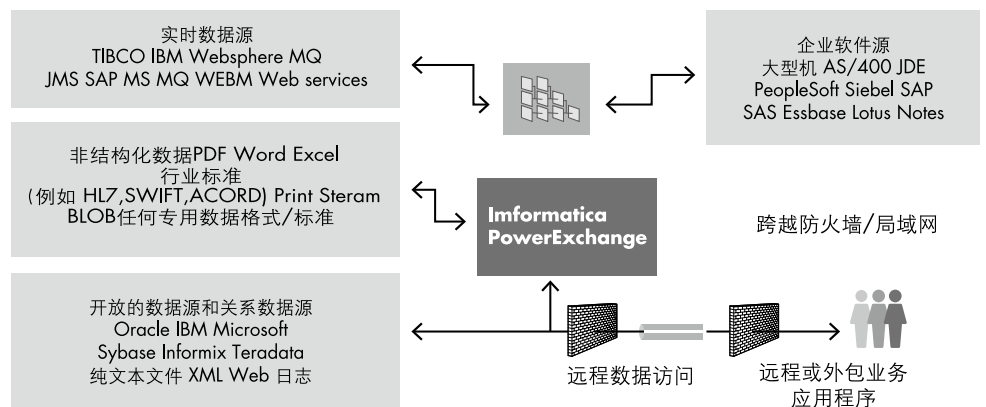 实时数据源
TIBCO IBM Websphere MQ
JMS SAP MS MQ WEBM Web services
企业软件源
大型机 AS/400 JDE
PeopleSoft Siebel SAP
SAS Essbase Lotus Notes
非结构化数据PDF Word Excel
行业标准
(例如 HL7,SWIFT,ACORD) Print Steram
BLOB任何专用数据格式/标准
Imformatica
PowerExchange
跨越防火墙/局域网
开放的数据源和关系数据源
Oracle IBM Microsoft
Sybase Informix Teradata
纯文本文件 XML Web 日志
远程数据访问
远程或外包业务
应用程序